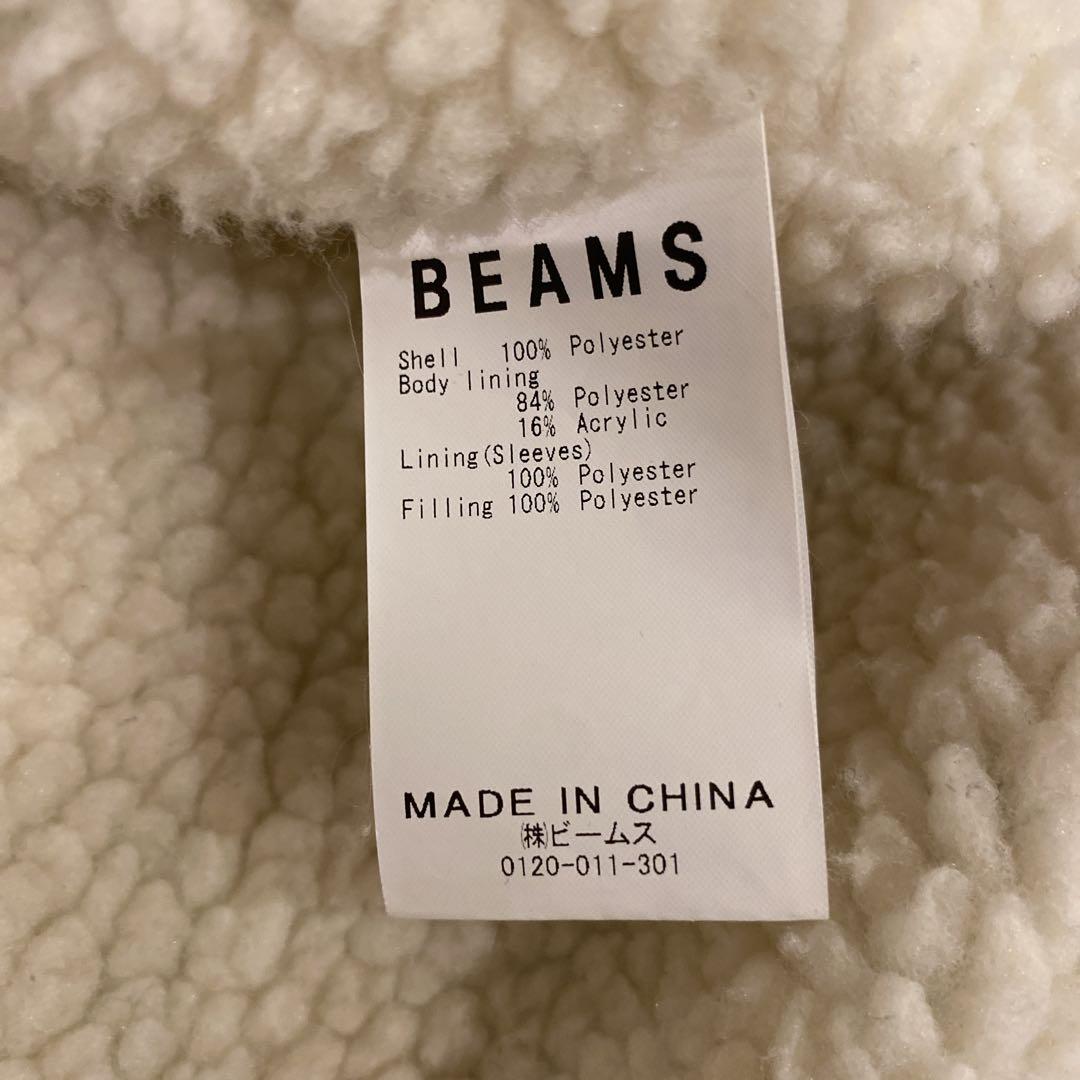 BEAMS
Shell 100% Polyester
Body lining
84% Polyester
16% Acrylic
Lining(Sleeves)
100% Polyester
Filling 100% Polyester
MADE IN CHINA
㈱ビームス
0120-011-301